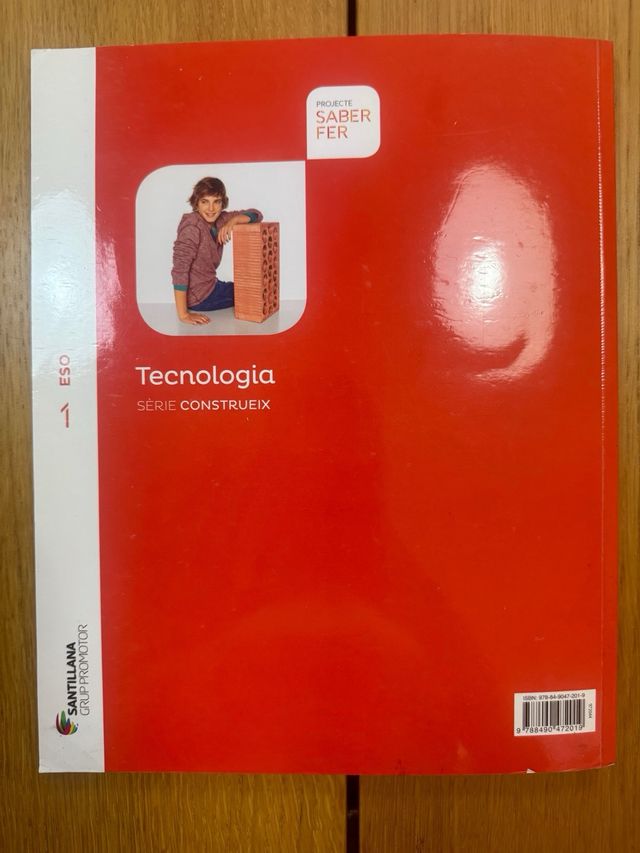 PROJECTE
SABER
FER
Tecnologia
SÈRIE CONSTRUEIX
1 ESO
SANTILLANA
GRUP PROMOTOR
ISBN: 978-84-9047-201-9
9 788490 472019